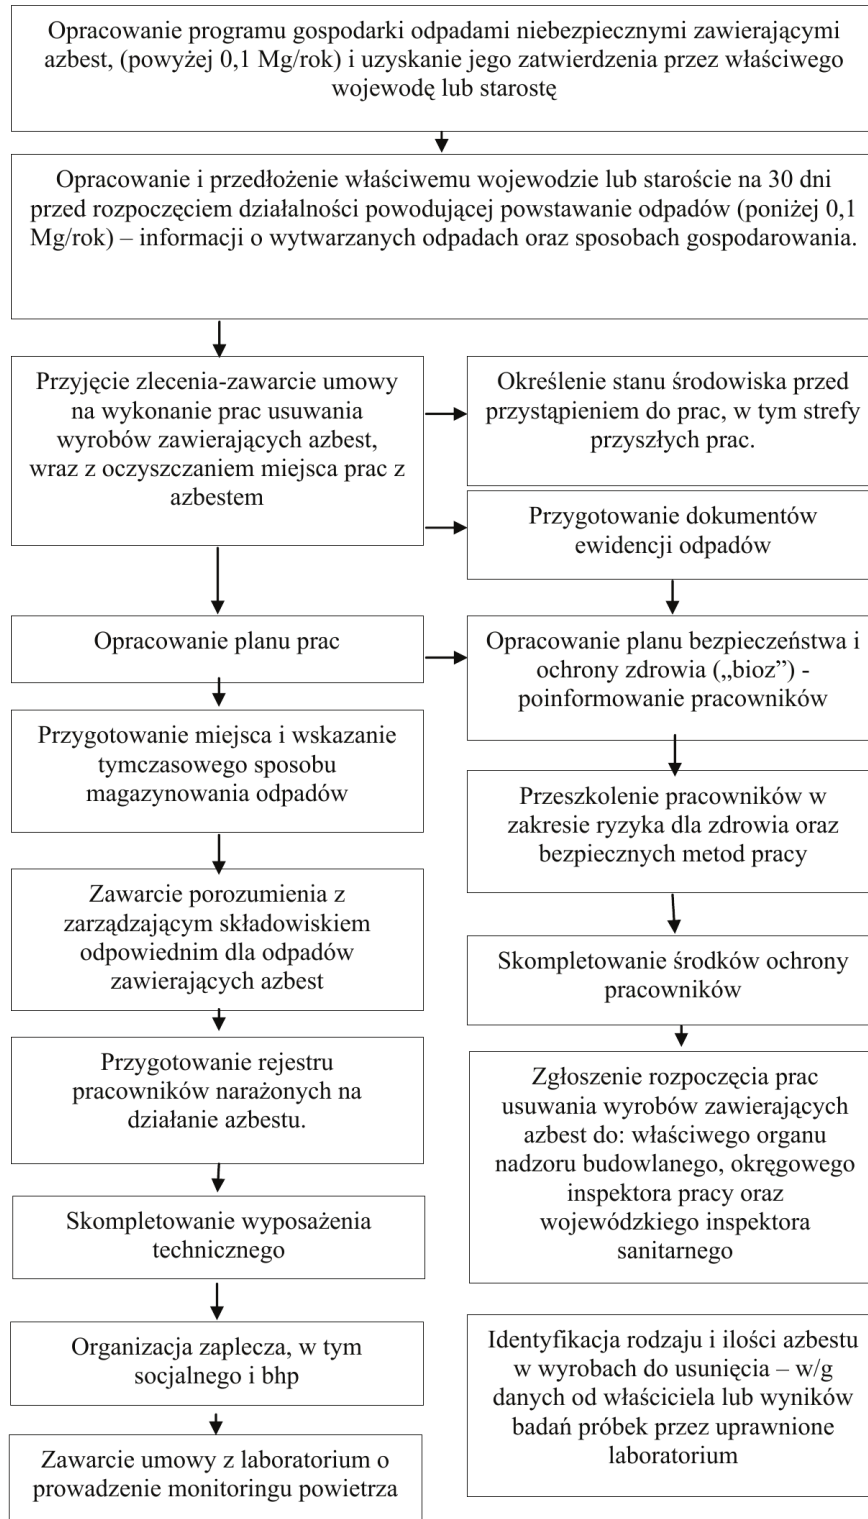 Opracowanie programu gospodarki odpadami niebezpiecznymi zawierającymi
azbest, (powyżej 0,1 Mg/rok) i uzyskanie jego zatwierdzenia przez właściwego
wojewodę lub starostę
Opracowanie i przedłożenie właściwemu wojewodzie lub staroście na 30 dni
przed rozpoczęciem działalności powodującej powstawanie odpadów (poniżej 0,1
Mg/rok) – informacji o wytwarzanych odpadach oraz sposobach gospodarowania.
Przyjęcie zlecenia-zawarcie umowy
na wykonanie prac usuwania
wyrobów zawierających azbest,
wraz z oczyszczaniem miejsca prac z
azbestem
Określenie stanu środowiska przed
przystąpieniem do prac, w tym strefy
przyszłych prac.
Przygotowanie dokumentów
ewidencji odpadów
Opracowanie planu prac
Opracowanie planu bezpieczeństwa i
ochrony zdrowia („bioz”) -
poinformowanie pracowników
Przygotowanie miejsca i wskazanie
tymczasowego sposobu
magazynowania odpadów
Przeszkolenie pracowników w
zakresie ryzyka dla zdrowia oraz
bezpiecznych metod pracy
Zawarcie porozumienia z
zarządzającym składowiskiem
odpowiednim dla odpadów
zawierających azbest
Skompletowanie środków ochrony
pracowników
Przygotowanie rejestru
pracowników narażonych na
działanie azbestu.
Zgłoszenie rozpoczęcia prac
usuwania wyrobów zawierających
azbest do: właściwego organu
nadzoru budowlanego, okręgowego
inspektora pracy oraz
wojewódzkiego inspektora
sanitarnego
Skompletowanie wyposażenia
technicznego
Organizacja zaplecza, w tym
socjalnego i bhp
Identyfikacja rodzaju i ilości azbestu
w wyrobach do usunięcia – w/g
danych od właściciela lub wyników
badań próbek przez uprawnione
laboratorium
Zawarcie umowy z laboratorium o
prowadzenie monitoringu powietrza